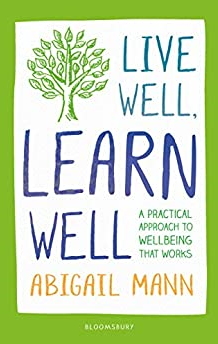 LIVE
WELL,
LEARN
WELL
A PRACTICAL
APPROACH TO
WELLBEING
THAT WORKS
ABIGAIL MANN
BLOOMSBURY